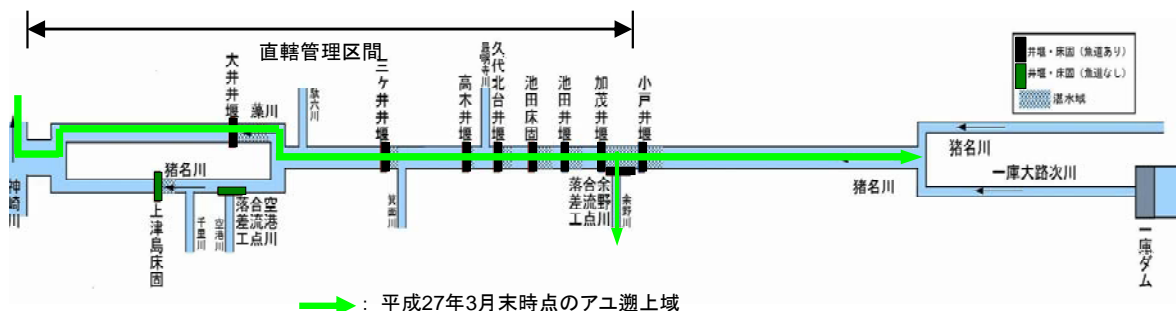 直轄管理区間
井堰・床固（魚道あり）
井堰・床固（魚道なし）
湛水域
大井井堰
藻川
駄六川
三ヶ井井堰
高木井堰
最明寺川
久代北台井堰
池田床固
池田井堰
加茂井堰
小戸井堰
猪名川
一庫大路次川
猪名川
神崎川
猪名川
上津島床固
千里川
空港川
空港川
合流点
落差工
箕面川
余野川
合流点
落差工
余野川
一庫ダム
： 平成27年3月末時点のアユ遡上域